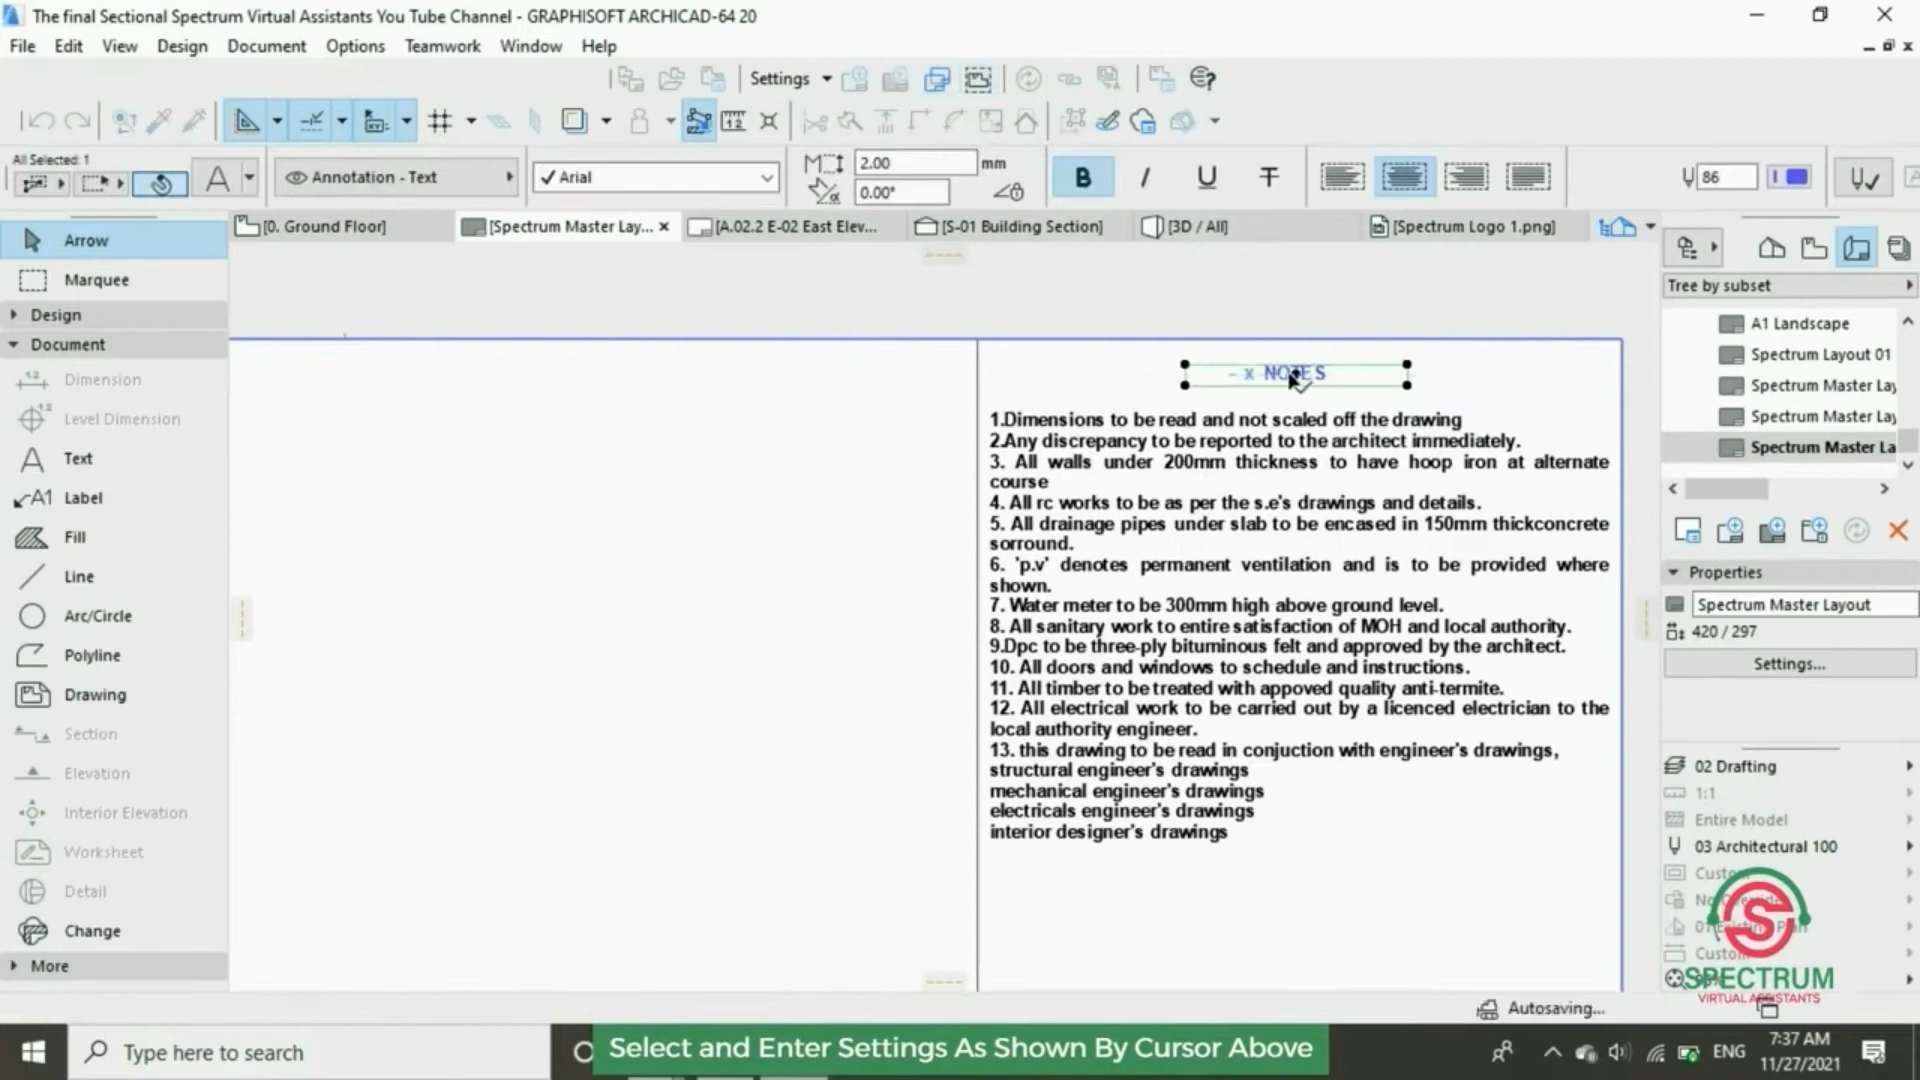 The final Sectional Spectrum Virtual Assistants You Tube Channel - GRAPHISOFT ARCHICAD-64 20
File Edit View Design Document Options Teamwork Window Help
Settings
All Selected: 1
Annotation - Text
Arial
2.00 mm
0.00°
B I U T
86
[0. Ground Floor]
[Spectrum Master Lay...
[A.02.2 E-02 East Elev...
[S-01 Building Section]
[3D / All]
[Spectrum Logo 1.png]
Arrow
Marquee
Design
Document
Dimension
Level Dimension
Text
Label
Fill
Line
Arc/Circle
Polyline
Drawing
Section
Elevation
Interior Elevation
Worksheet
Detail
Change
More
- x NOTES
1.Dimensions to be read and not scaled off the drawing
2.Any discrepancy to be reported to the architect immediately.
3. All walls under 200mm thickness to have hoop iron at alternate
course
4. All rc works to be as per the s.e's drawings and details.
5. All drainage pipes under slab to be encased in 150mm thickconcrete
sorround.
6. 'p.v' denotes permanent ventilation and is to be provided where
shown.
7. Water meter to be 300mm high above ground level.
8. All sanitary work to entire satisfaction of MOH and local authority.
9.Dpc to be three-ply bituminous felt and approved by the architect.
10. All doors and windows to schedule and instructions.
11. All timber to be treated with appoved quality anti-termite.
12. All electrical work to be carried out by a licenced electrician to the
local authority engineer.
13. this drawing to be read in conjuction with engineer's drawings,
structural engineer's drawings
mechanical engineer's drawings
electricals engineer's drawings
interior designer's drawings
Tree by subset
A1 Landscape
Spectrum Layout 01
Spectrum Master Lay
Spectrum Master Lay
Spectrum Master La
Properties
Spectrum Master Layout
420 / 297
Settings...
02 Drafting
1:1
Entire Model
03 Architectural 100
Custo
Custo
SPECTRUM
VIRTUAL ASSISTANTS
Autosaving...
Type here to search
Select and Enter Settings As Shown By Cursor Above
ENG
7:37 AM
11/27/2021